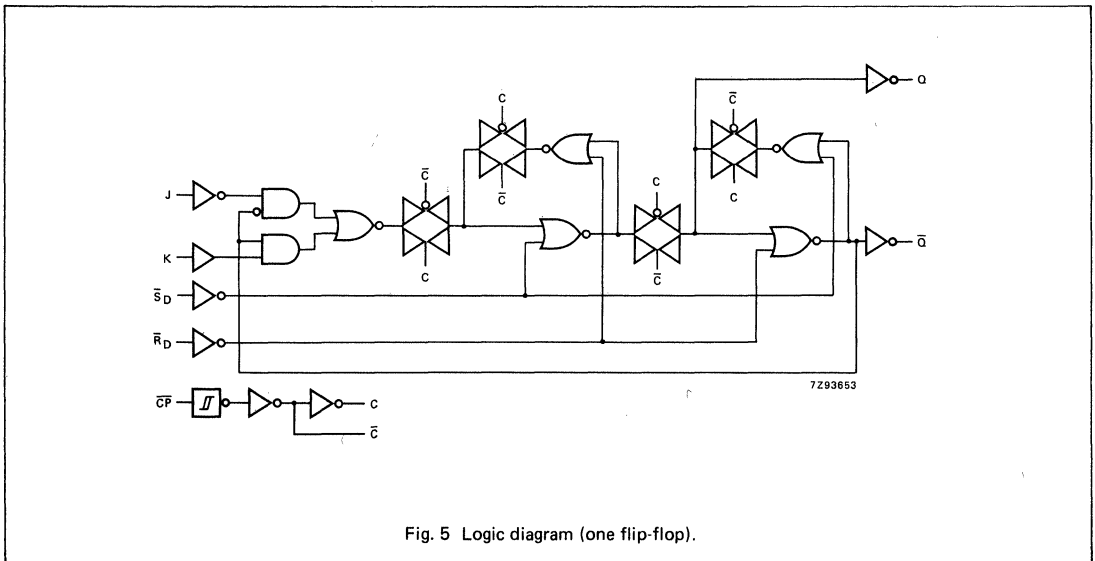 Q
C̄
C
J
C̄
C̄
C
C
K
Q̄
C
C̄
S̄D
R̄D
7Z93653
C̄P̄
C
C̄
Fig. 5 Logic diagram (one flip-flop).